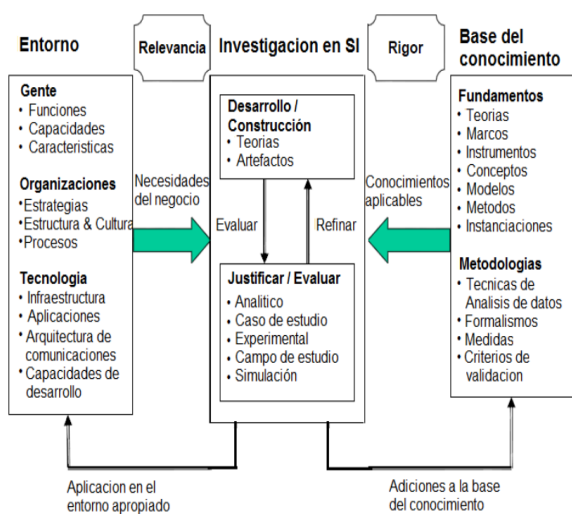 Entorno
Relevancia
Investigacion en SI
Rigor
Base del
conocimiento
Gente
• Funciones
• Capacidades
• Caracteristicas
Organizaciones
•Estrategias
•Estructura & Cultura
•Procesos
Tecnologia
• Infraestructura
• Aplicaciones
• Arquitectura de
comunicaciones
• Capacidades de
desarrollo
Necesidades
del negocio
Desarrollo /
Construcción
• Teorias
• Artefactos
Evaluar
Refinar
Justificar / Evaluar
• Analitico
• Caso de estudio
• Experimental
• Campo de estudio
• Simulación
Conocimientos
aplicables
Fundamentos
• Teorias
• Marcos
• Instrumentos
• Conceptos
• Modelos
• Metodos
• Instanciaciones
Metodologias
• Tecnicas de
Analisis de datos
• Formalismos
• Medidas
• Criterios de
validacion
Aplicacion en el
entorno apropiado
Adiciones a la base
del conocimiento